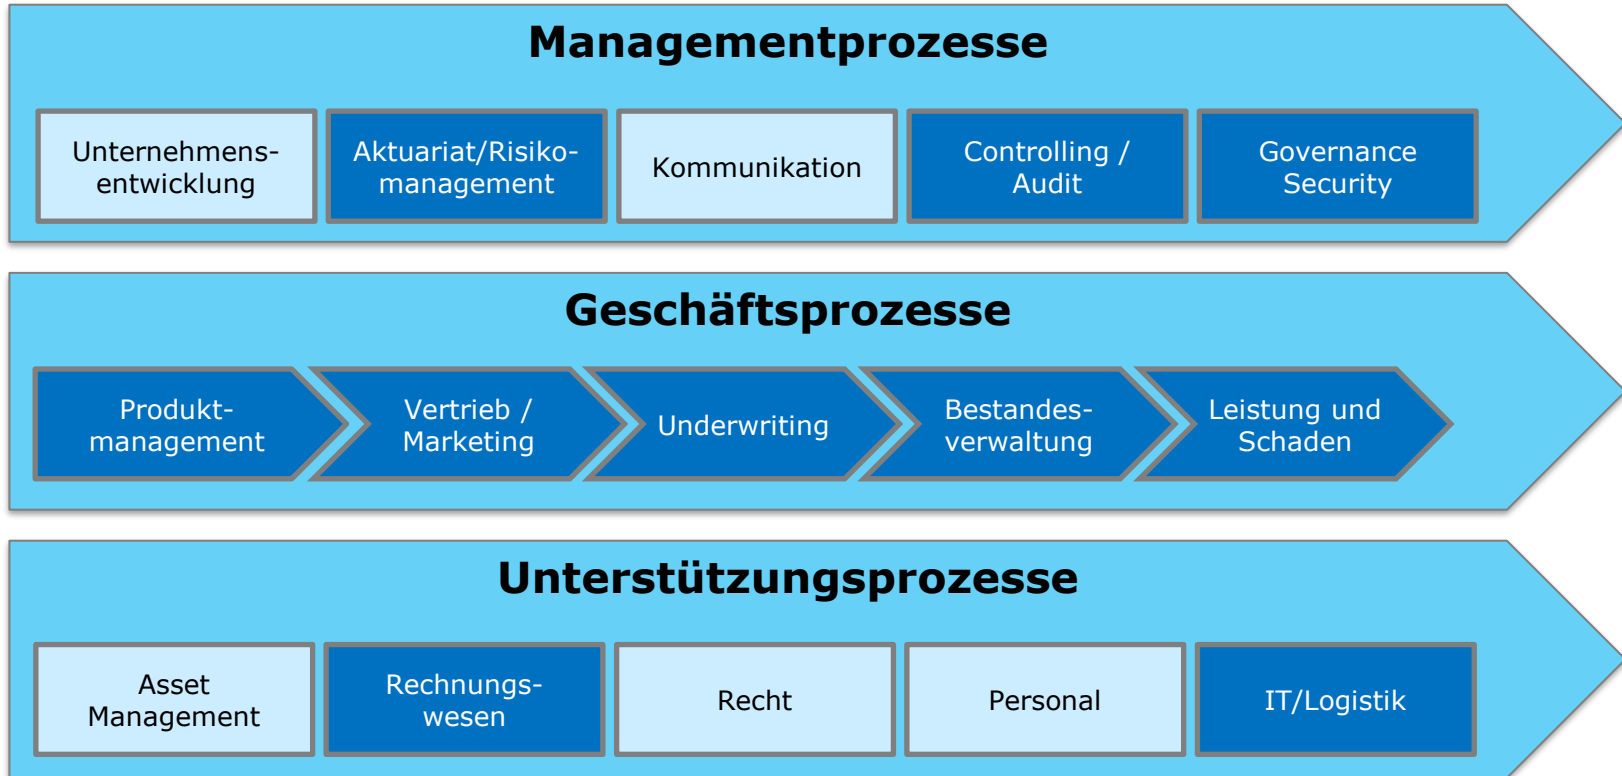 Managementprozesse
Unternehmens-
entwicklung
Aktuariat/Risiko-
management
Kommunikation
Controlling /
Audit
Governance
Security
Geschäftsprozesse
Produkt-
management
Vertrieb /
Marketing
Underwriting
Bestandes-
verwaltung
Leistung und
Schaden
Unterstützungsprozesse
Asset
Management
Rechnungs-
wesen
Recht
Personal
IT/Logistik